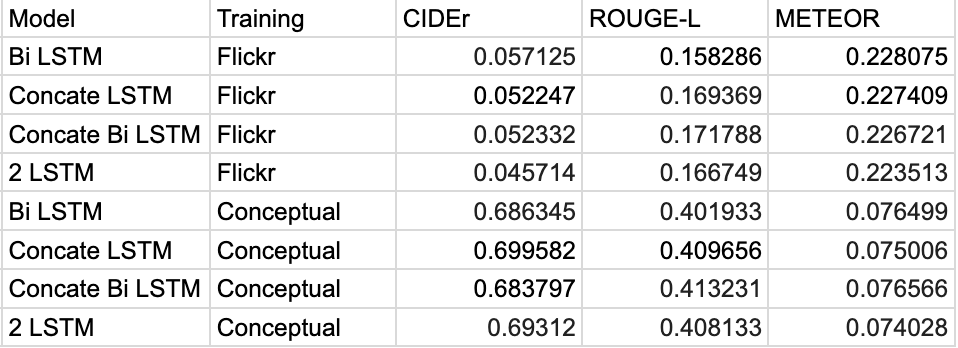 Model Training CIDEr ROUGE-L METEOR
Bi LSTM Flickr 0.057125 0.158286 0.228075
Concate LSTM Flickr 0.052247 0.169369 0.227409
Concate Bi LSTM Flickr 0.052332 0.171788 0.226721
2 LSTM Flickr 0.045714 0.166749 0.223513
Bi LSTM Conceptual 0.686345 0.401933 0.076499
Concate LSTM Conceptual 0.699582 0.409656 0.075006
Concate Bi LSTM Conceptual 0.683797 0.413231 0.076566
2 LSTM Conceptual 0.69312 0.408133 0.074028